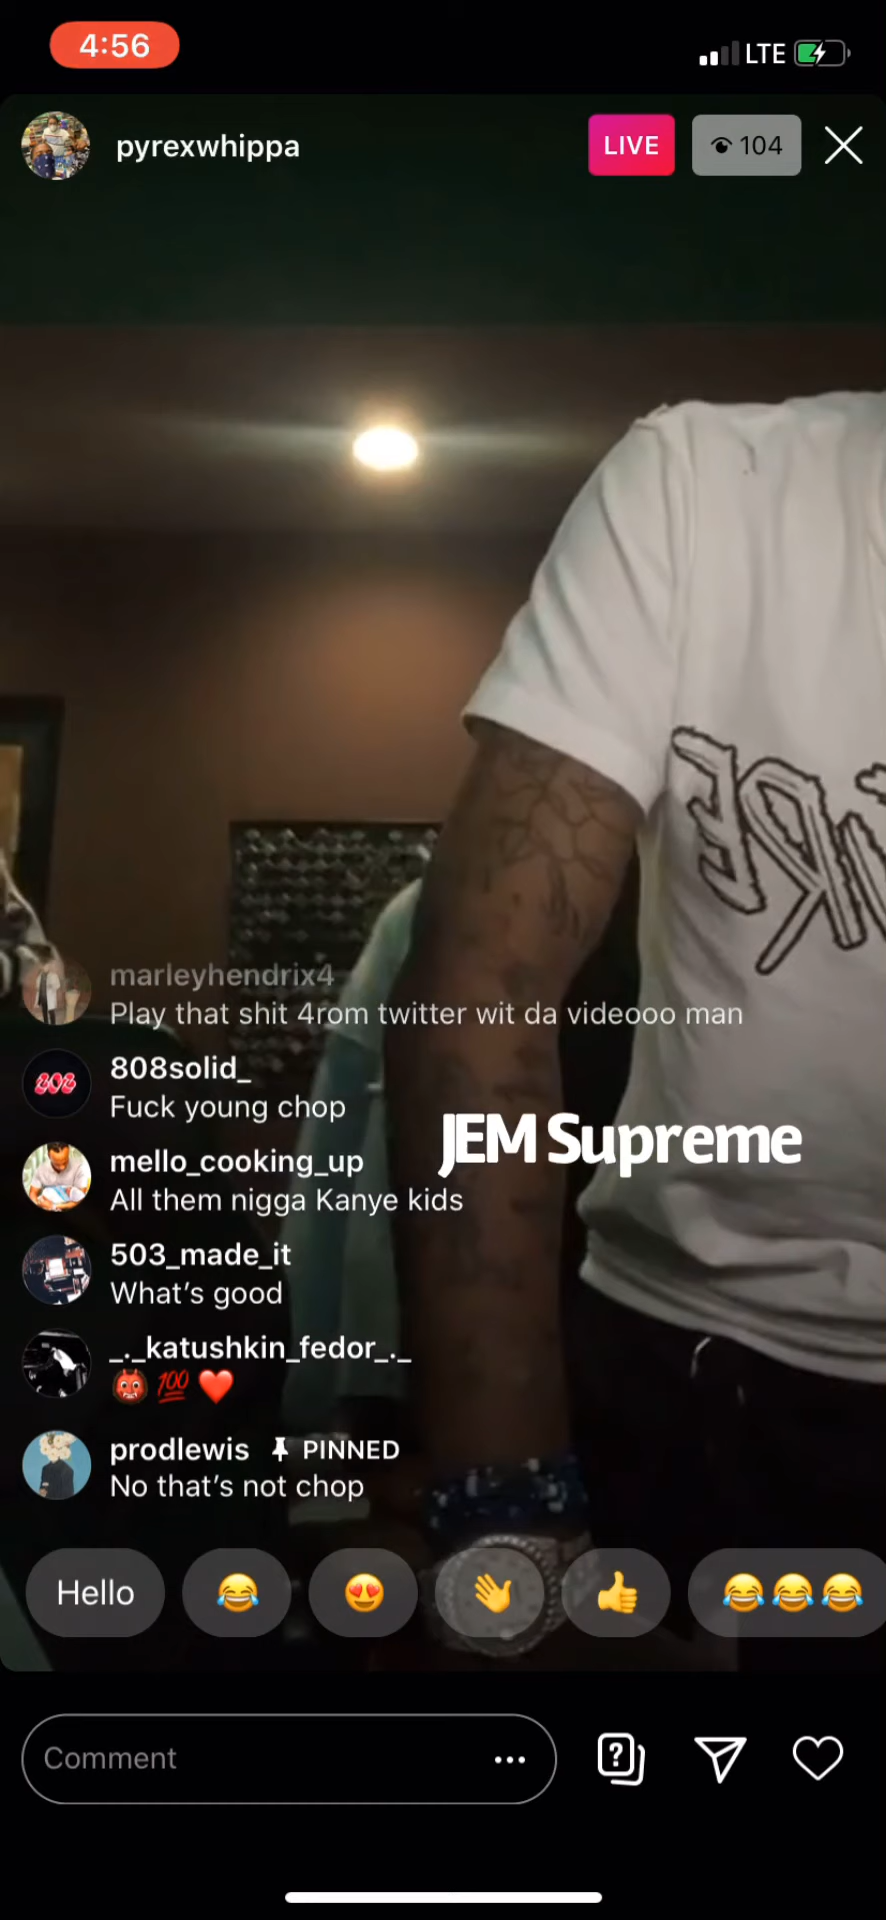 4:56
LTE
pyrexwhippa
LIVE
104
marleyhendrix4
Play that shit 4rom twitter wit da videooo man
808solid_
Fuck young chop
JEM Supreme
mello_cooking_up
All them nigga Kanye kids
503_made_it
What's good
_._katushkin_fedor_._
💯
prodlewis PINNED
No that's not chop
Hello
Comment